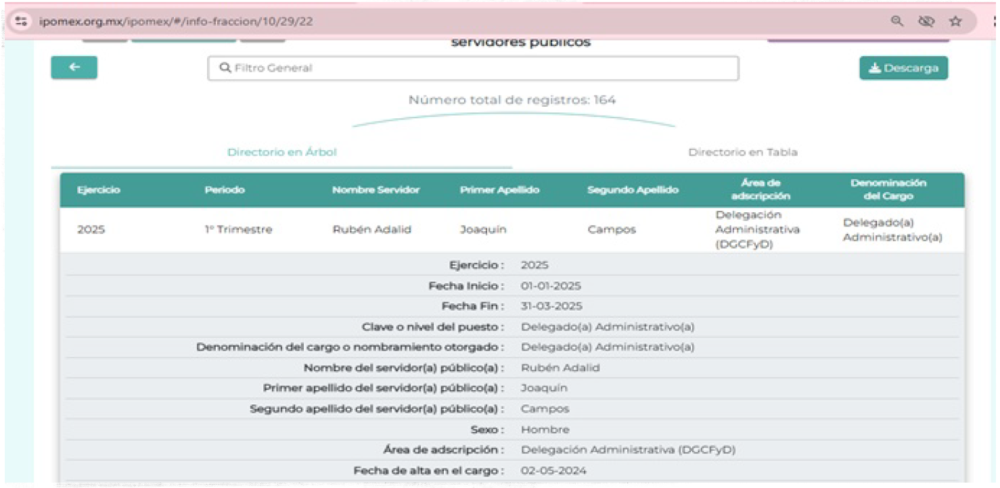 ipomex.org.mx/ipomex/#/info-fraccion/10/29/22
servidores públicos
Filtro General
Descarga
Número total de registros: 164
Directorio en Árbol Directorio en Tabla
Ejercicio Periodo Nombre Servidor Primer Apellido Segundo Apellido Área de adscripción Denominación del Cargo
2025 1º Trimestre Rubén Adalid Joaquín Campos Delegación Administrativa (DGCFyD) Delegado(a) Administrativo(a)
Ejercicio : 2025
Fecha Inicio : 01-01-2025
Fecha Fin : 31-03-2025
Clave o nivel del puesto : Delegado(a) Administrativo(a)
Denominación del cargo o nombramiento otorgado : Delegado(a) Administrativo(a)
Nombre del servidor(a) público(a) : Rubén Adalid
Primer apellido del servidor(a) público(a) : Joaquín
Segundo apellido del servidor(a) público(a) : Campos
Sexo : Hombre
Área de adscripción : Delegación Administrativa (DGCFyD)
Fecha de alta en el cargo : 02-05-2024